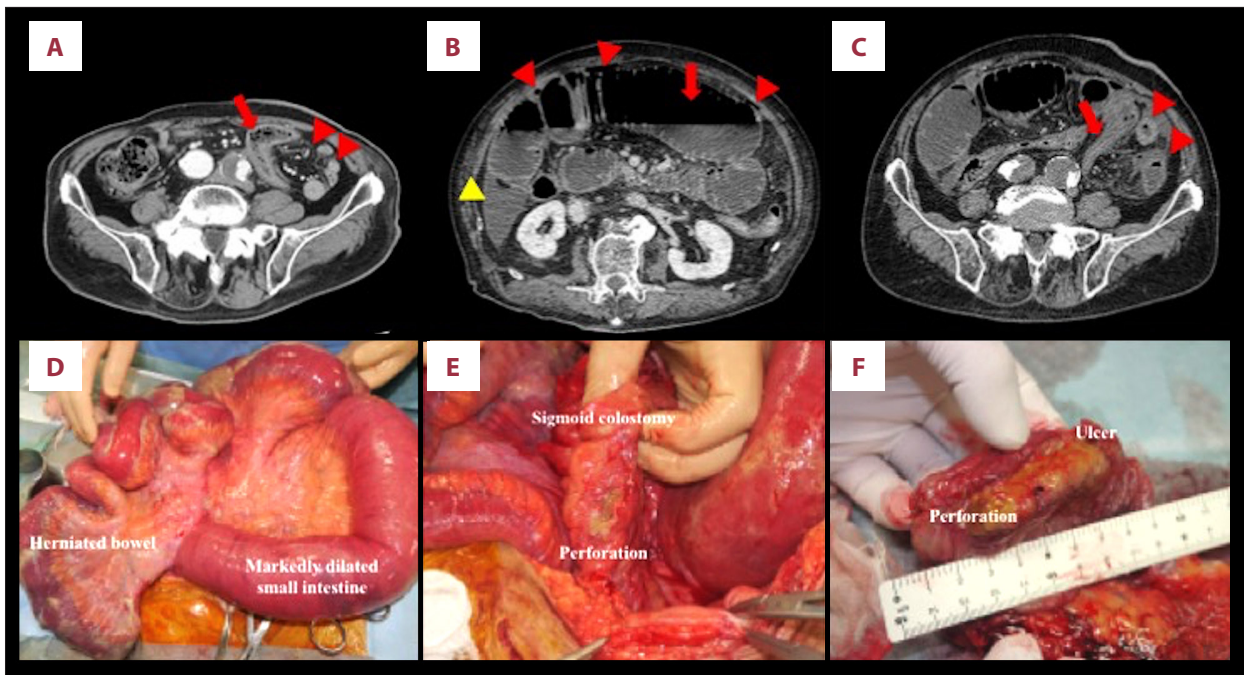 A
B
C
D
E
F
Herniated bowel
Markedly dilated
small intestine
Sigmoid colostomy
Perforation
Ulcer
Perforation